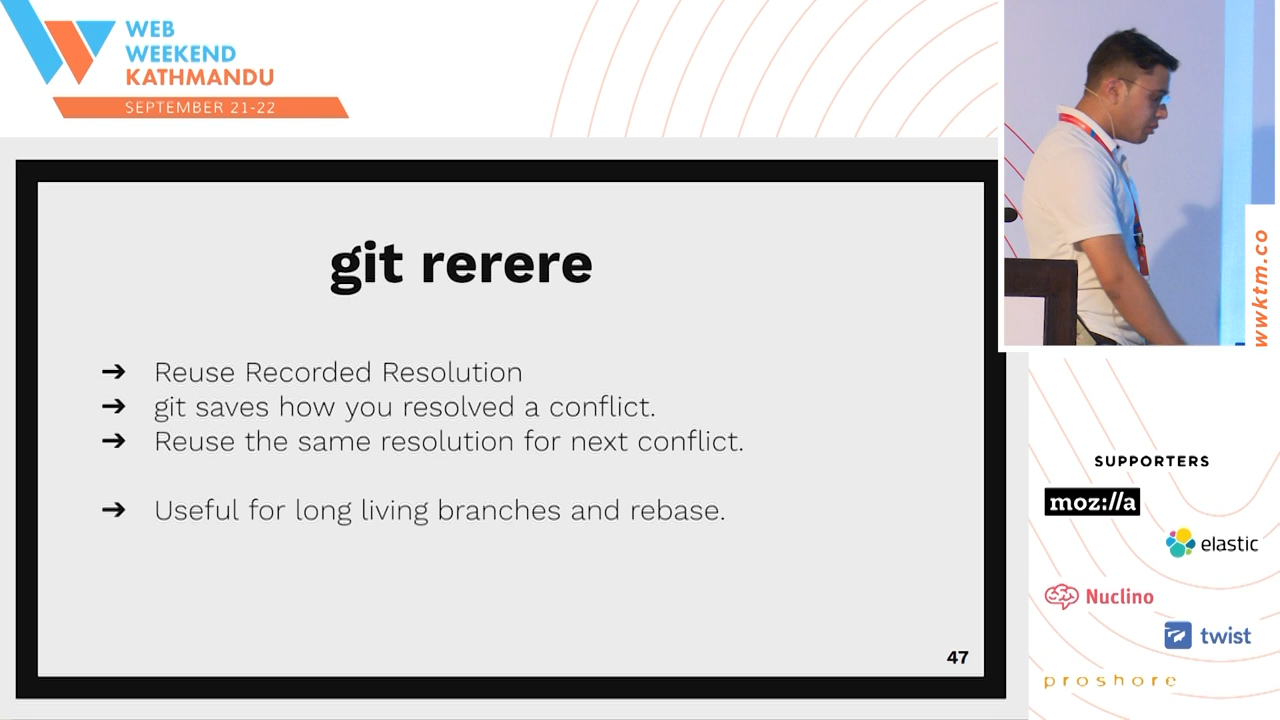 WEB
WEEKEND
KATHMANDU
SEPTEMBER 21-22
git rerere
➔ Reuse Recorded Resolution
➔ git saves how you resolved a conflict.
➔ Reuse the same resolution for next conflict.
➔ Useful for long living branches and rebase.
47
wwktm.co
SUPPORTERS
moz://a
elastic
Nuclino
twist
proshore